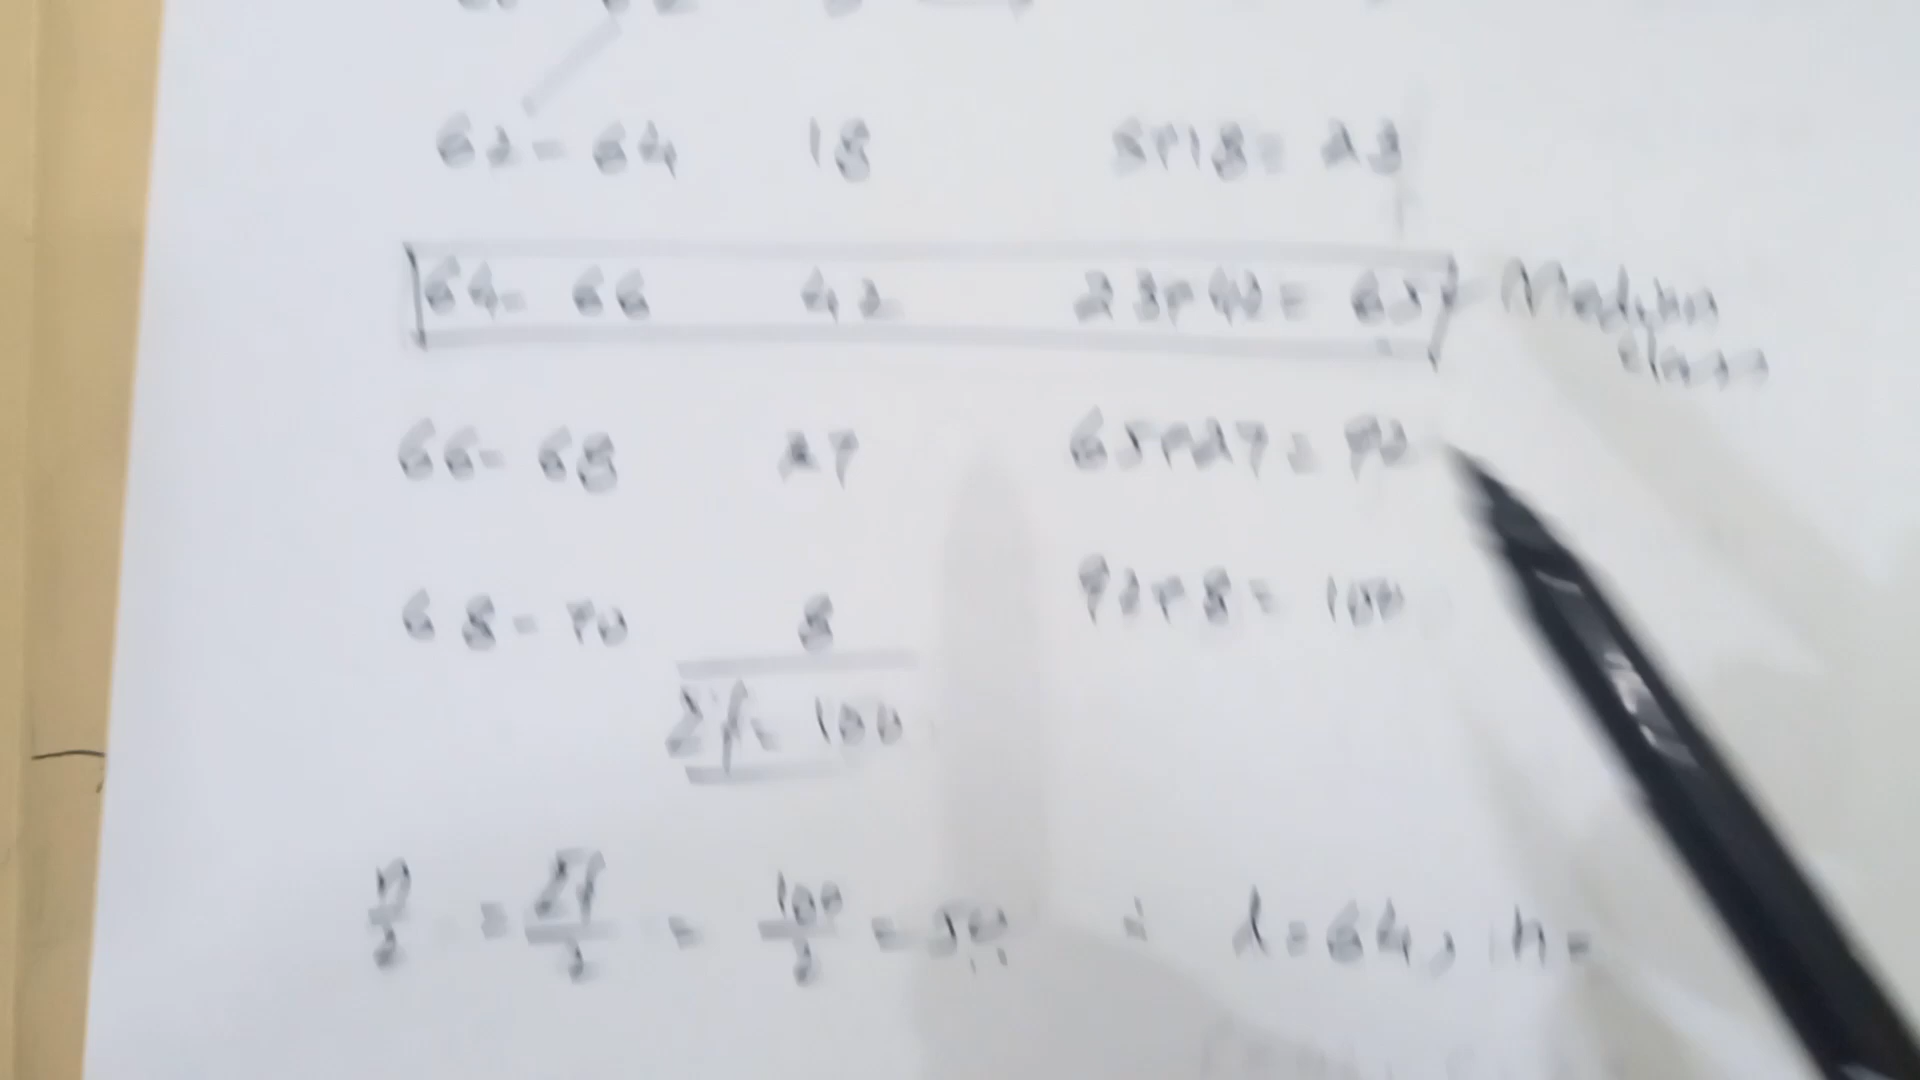 62 - 64 18 5+18 = 23
64 - 66 42 23+42 = 65 Median
class
66 - 68 27 65+27 = 92
68 - 70 8 92+8 = 100
Σf = 100
n/2 = Σf/2 = 100/2 = 50 ∴ l = 64, h =